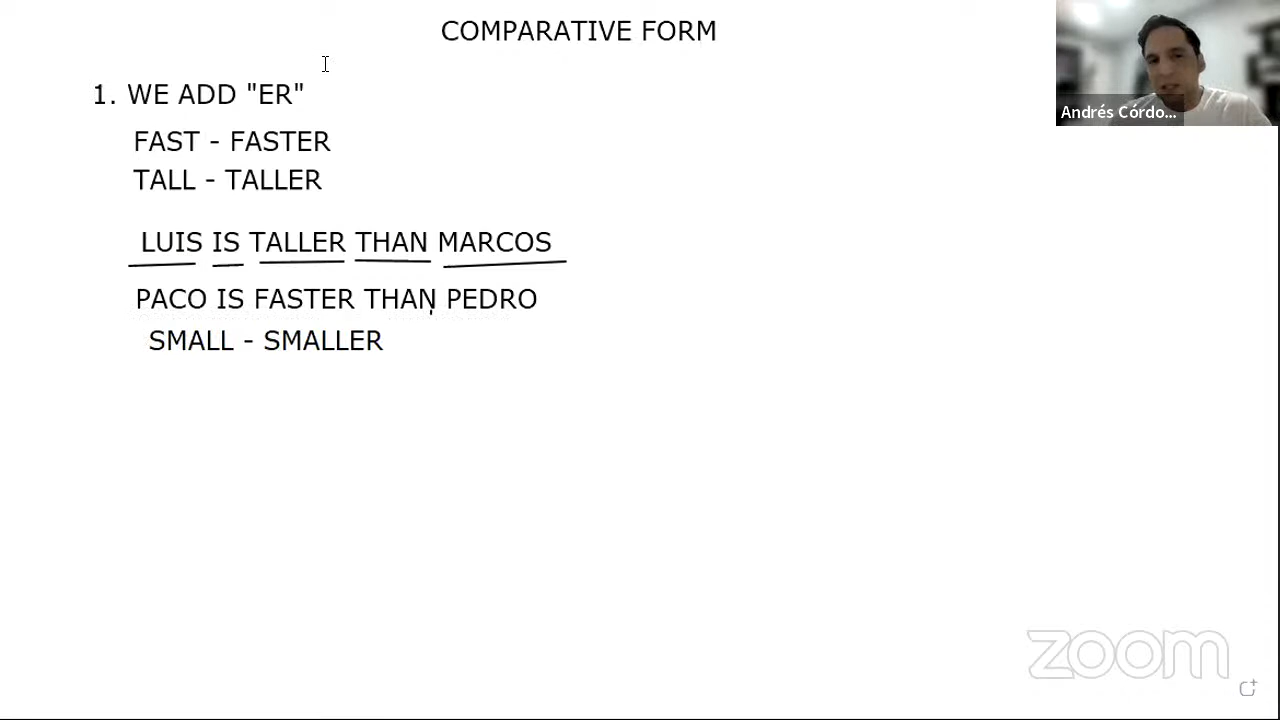 COMPARATIVE FORM
Andrés Córdo...
1. WE ADD "ER"
FAST - FASTER
TALL - TALLER
LUIS IS TALLER THAN MARCOS
PACO IS FASTER THAN PEDRO
SMALL - SMALLER
zoom